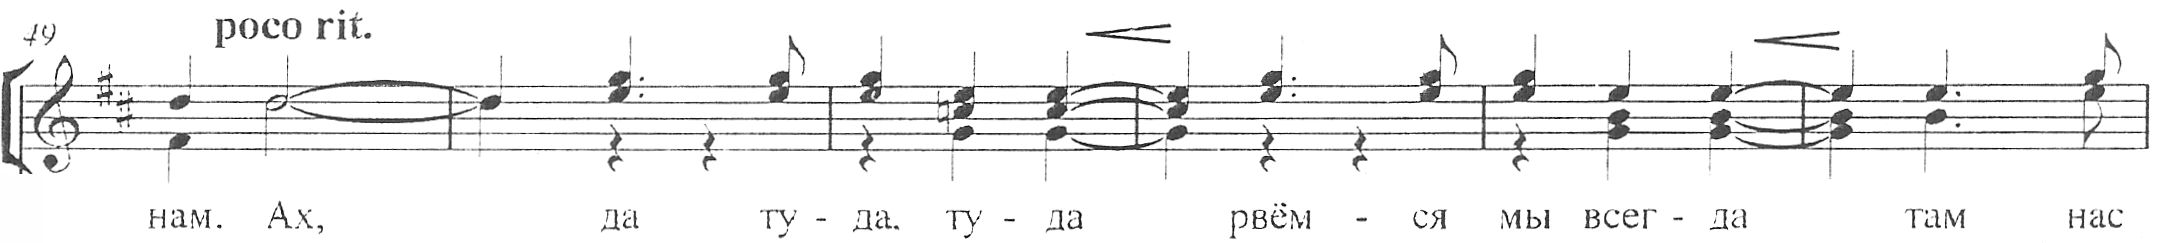 49 poco rit.
нам. Ах, да ту - да. ту - да рвём - ся мы всег - да там нас